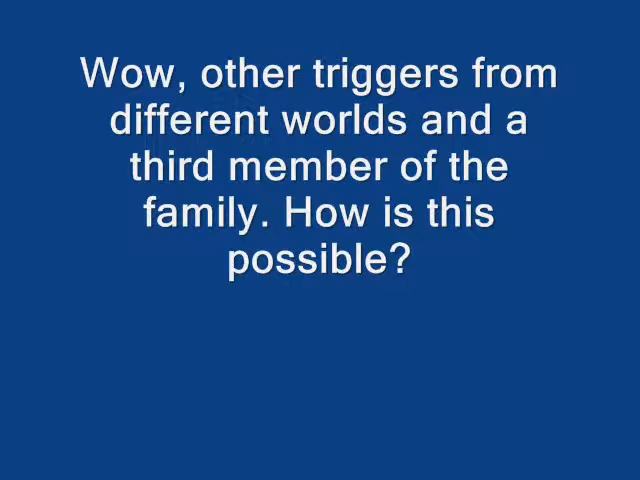 Wow, other triggers from
different worlds and a
third member of the
family. How is this
possible?